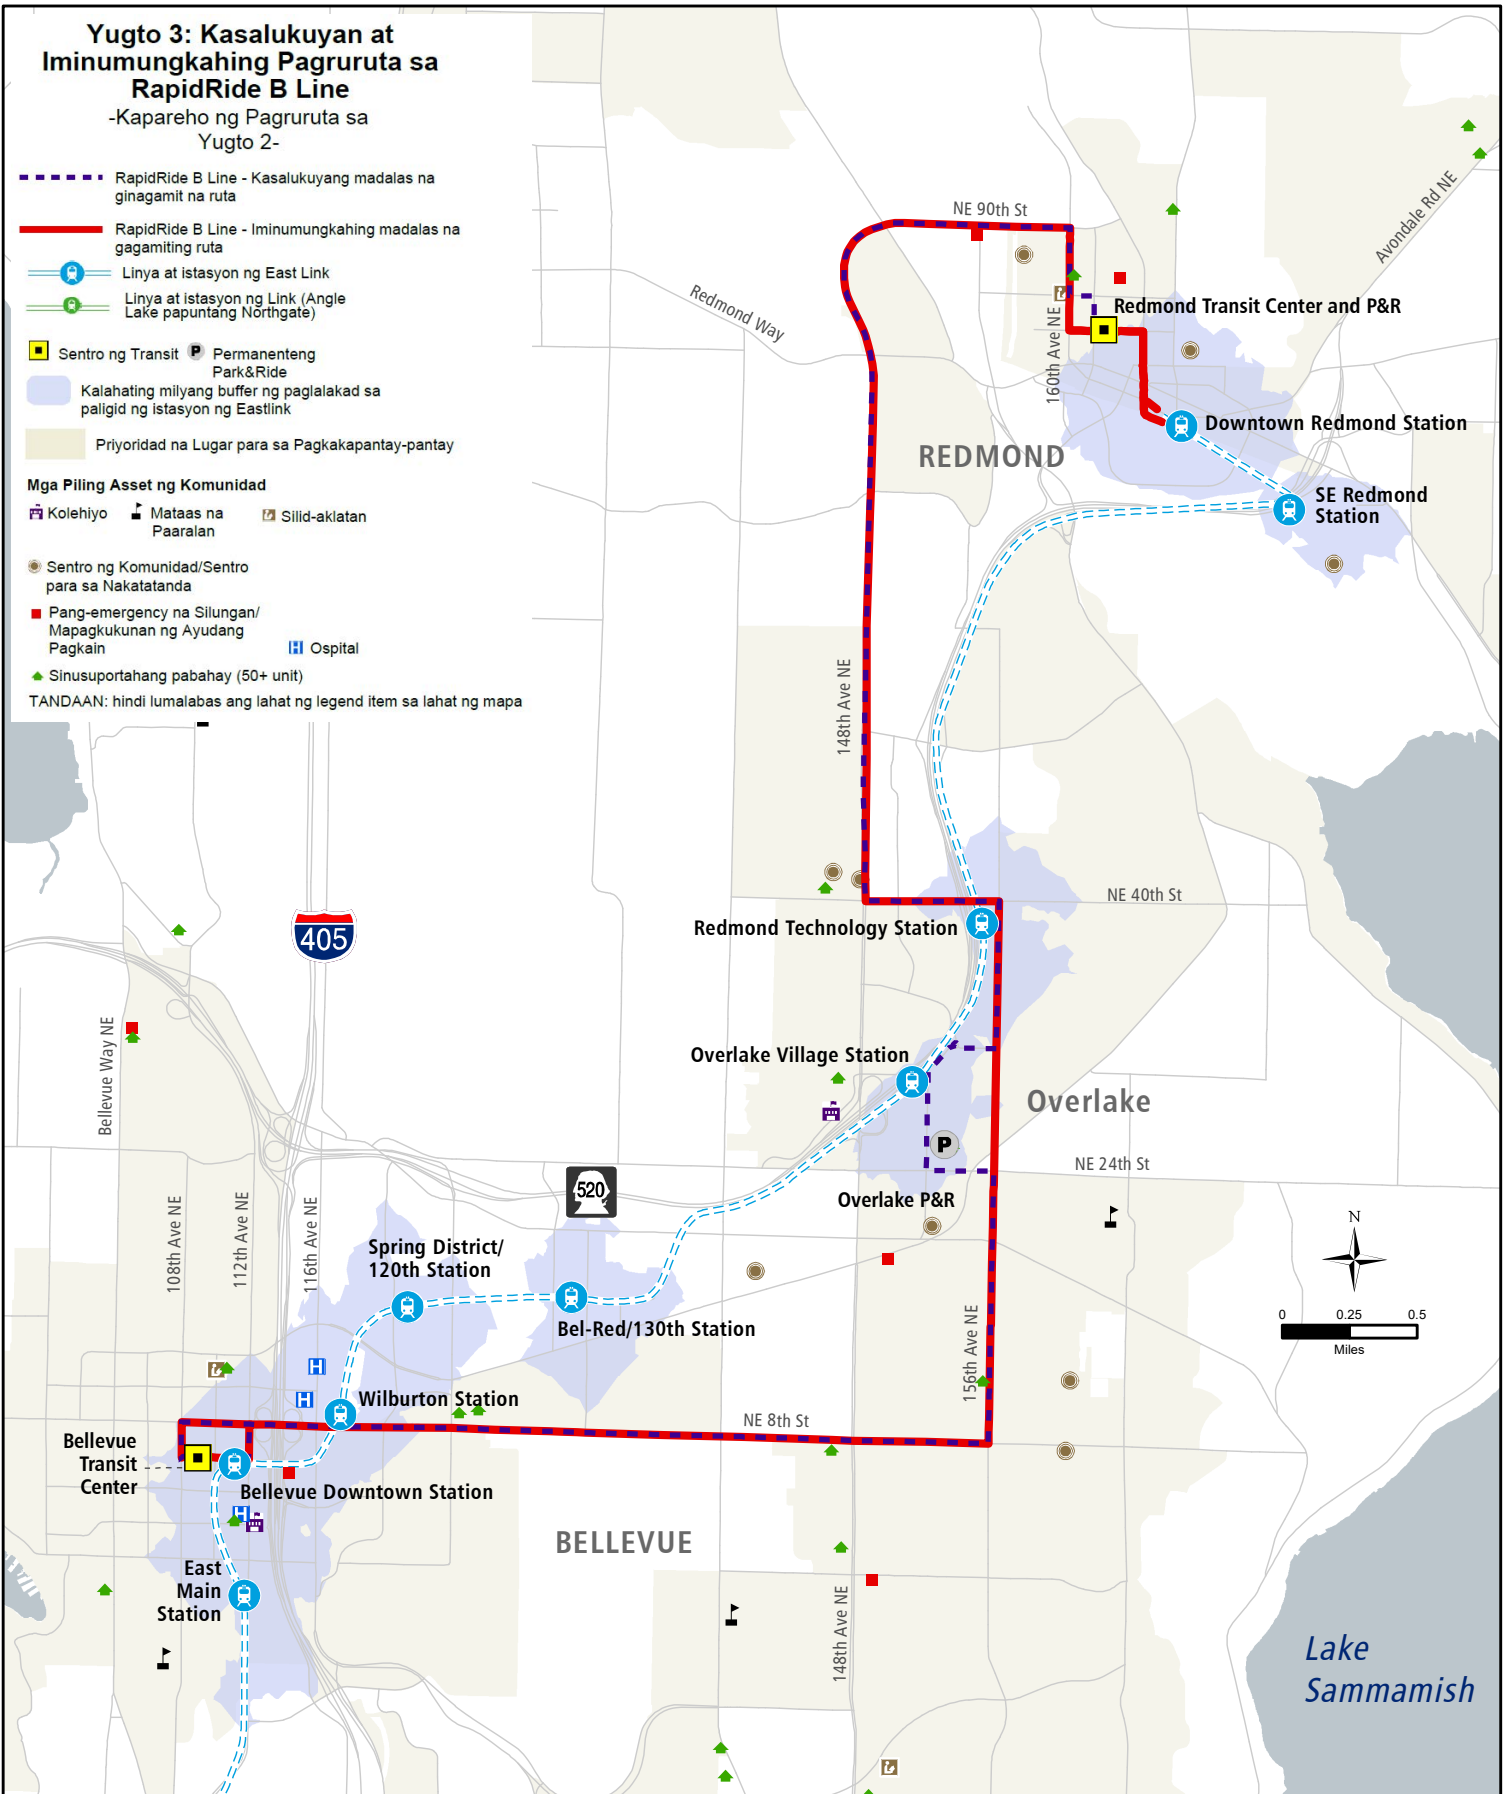 Yugto 3: Kasalukuyan at
Iminumungkahing Pagruruta sa
RapidRide B Line
-Kapareho ng Pagruruta sa
Yugto 2-
RapidRide B Line - Kasalukuyang madalas na
ginagamit na ruta
RapidRide B Line - Iminumungkahing madalas na
gagamiting ruta
Linya at istasyon ng East Link
Linya at istasyon ng Link (Angle
Lake papuntang Northgate)
Sentro ng Transit
P
Permanenteng
Park&Ride
Kalahating milyang buffer ng paglalakad sa
paligid ng istasyon ng Eastlink
Priyoridad na Lugar para sa Pagkakapantay-pantay
Mga Piling Asset ng Komunidad
Kolehiyo
Mataas na
Paaralan
Silid-aklatan
Sentro ng Komunidad/Sentro
para sa Nakatatanda
Pang-emergency na Silungan/
Mapagkukunan ng Ayudang
Pagkain
H
Ospital
Sinusuportahang pabahay (50+ unit)
TANDAAN: hindi lumalabas ang lahat ng legend item sa lahat ng mapa
NE 90th St
Avondale Rd NE
Redmond Way
160th Ave NE
Redmond Transit Center and P&R
Downtown Redmond Station
REDMOND
SE Redmond
Station
148th Ave NE
NE 40th St
Redmond Technology Station
405
Bellevue Way NE
Overlake Village Station
Overlake
P
NE 24th St
520
Overlake P&R
108th Ave NE
112th Ave NE
116th Ave NE
Spring District/
120th Station
N
Bel-Red/130th Station
156th Ave NE
0 0.25 0.5
Miles
H
H
Wilburton Station
NE 8th St
Bellevue
Transit
Center
Bellevue Downtown Station
H
BELLEVUE
East
Main
Station
148th Ave NE
Lake
Sammamish